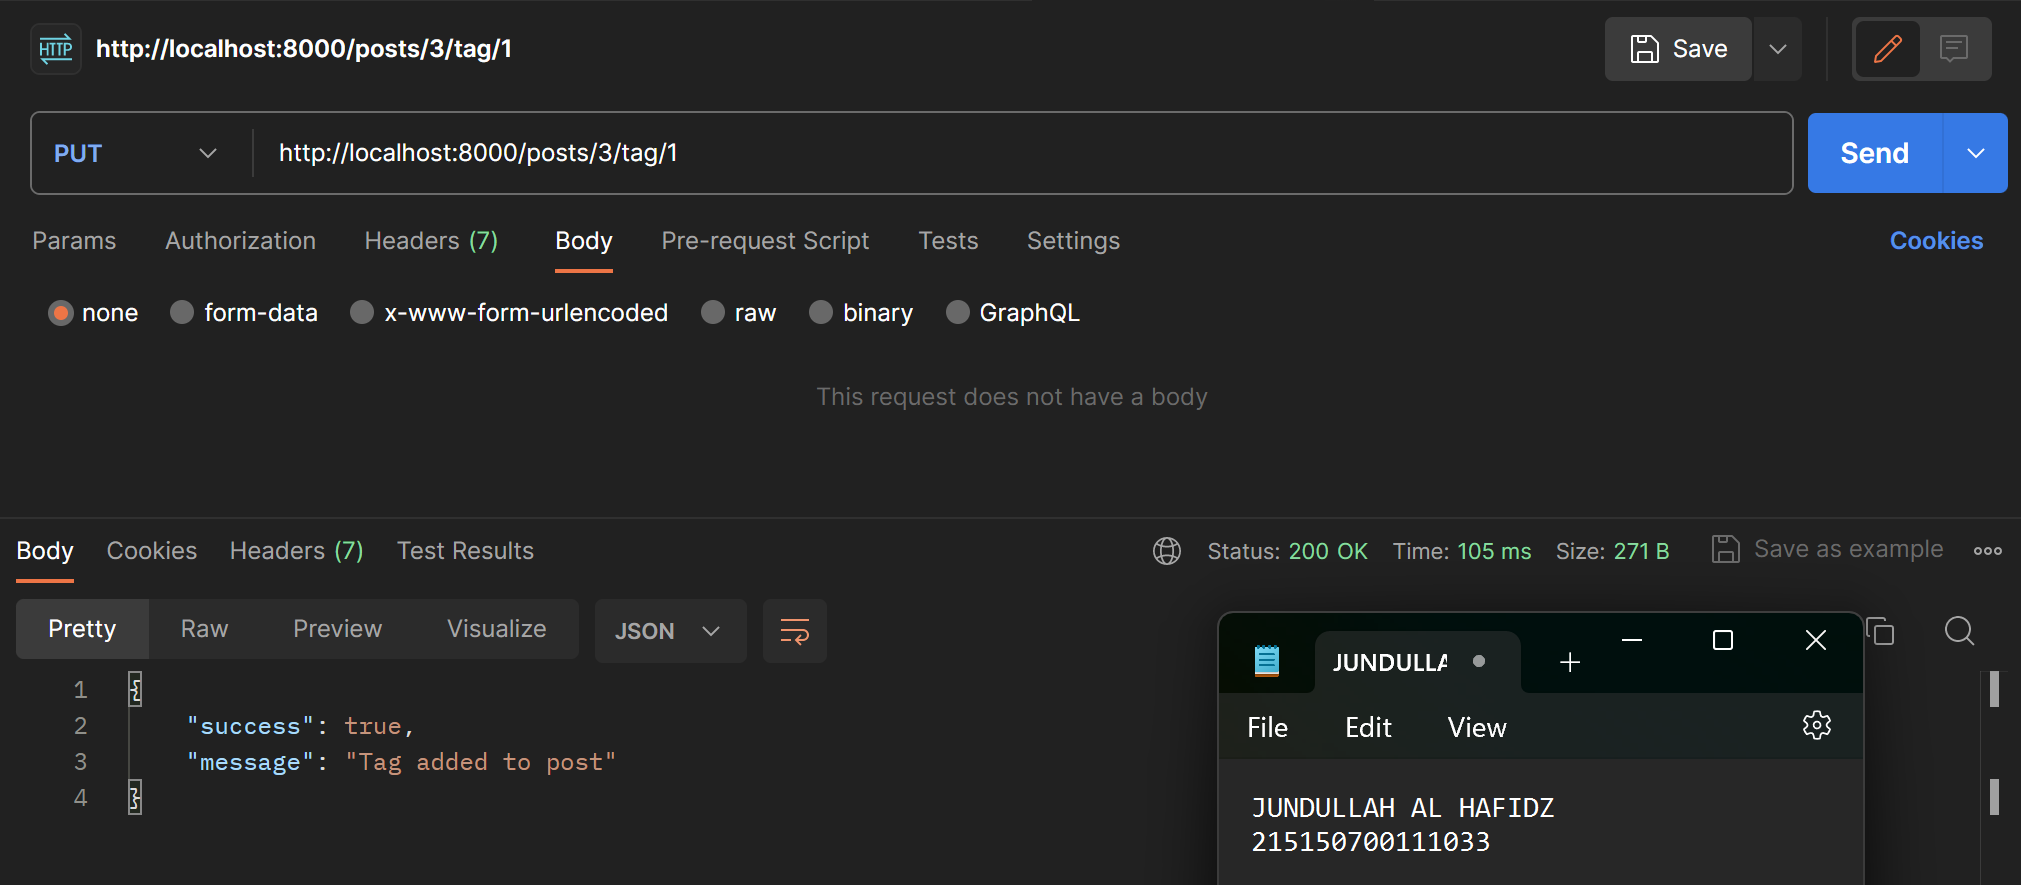 HTTP http://localhost:8000/posts/3/tag/1 Save
PUT http://localhost:8000/posts/3/tag/1 Send
Params Authorization Headers (7) Body Pre-request Script Tests Settings Cookies
none form-data x-www-form-urlencoded raw binary GraphQL
This request does not have a body
Body Cookies Headers (7) Test Results Status: 200 OK Time: 105 ms Size: 271 B Save as example
Pretty Raw Preview Visualize JSON
1 {
2 "success": true,
3 "message": "Tag added to post"
4 }
JUNDULLA
File Edit View
JUNDULLAH AL HAFIDZ
215150700111033